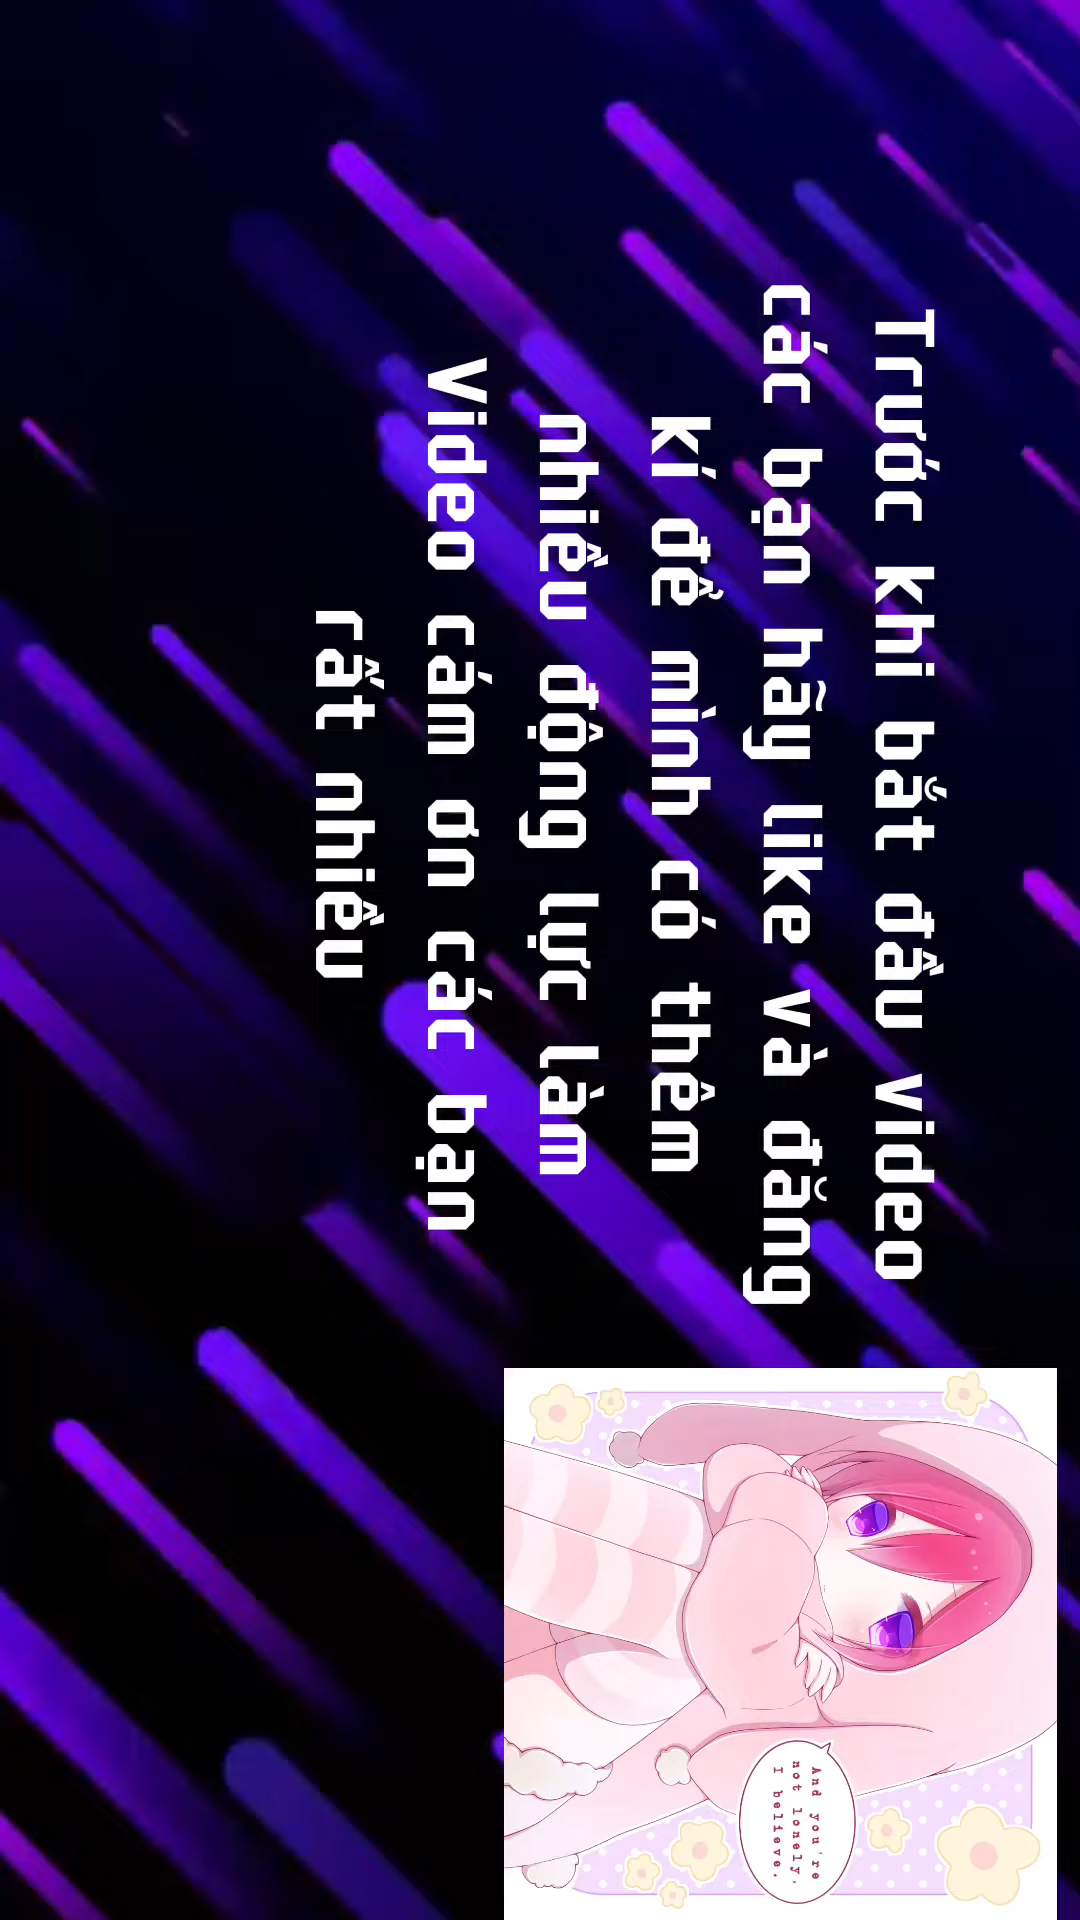 Trước khi bắt đầu video
các bạn hãy like và đăng
kí để mình có thêm
nhiều động lực làm
Video cám ơn các bạn
rất nhiều
And you're
not lonely,
I believe.